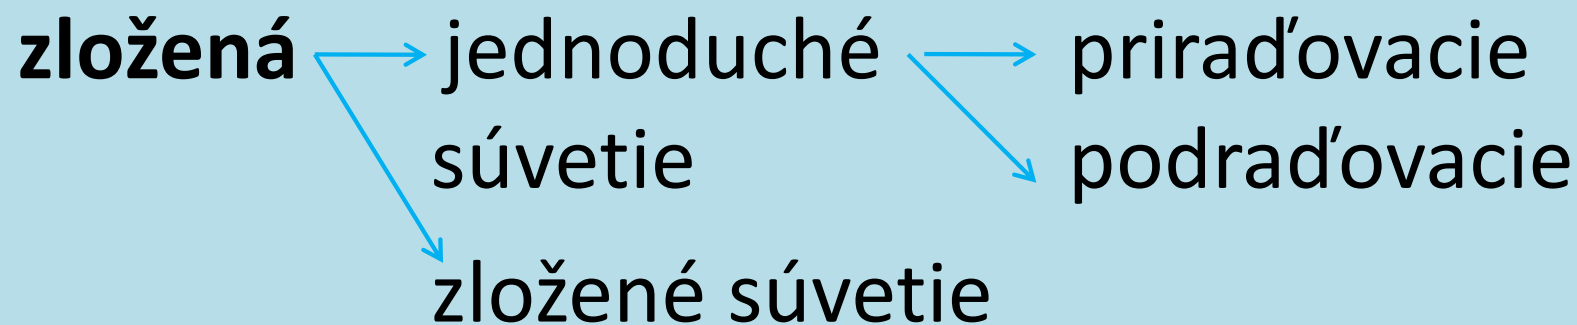 zložená jednoduché priraďovacie
súvetie podraďovacie
zložené súvetie